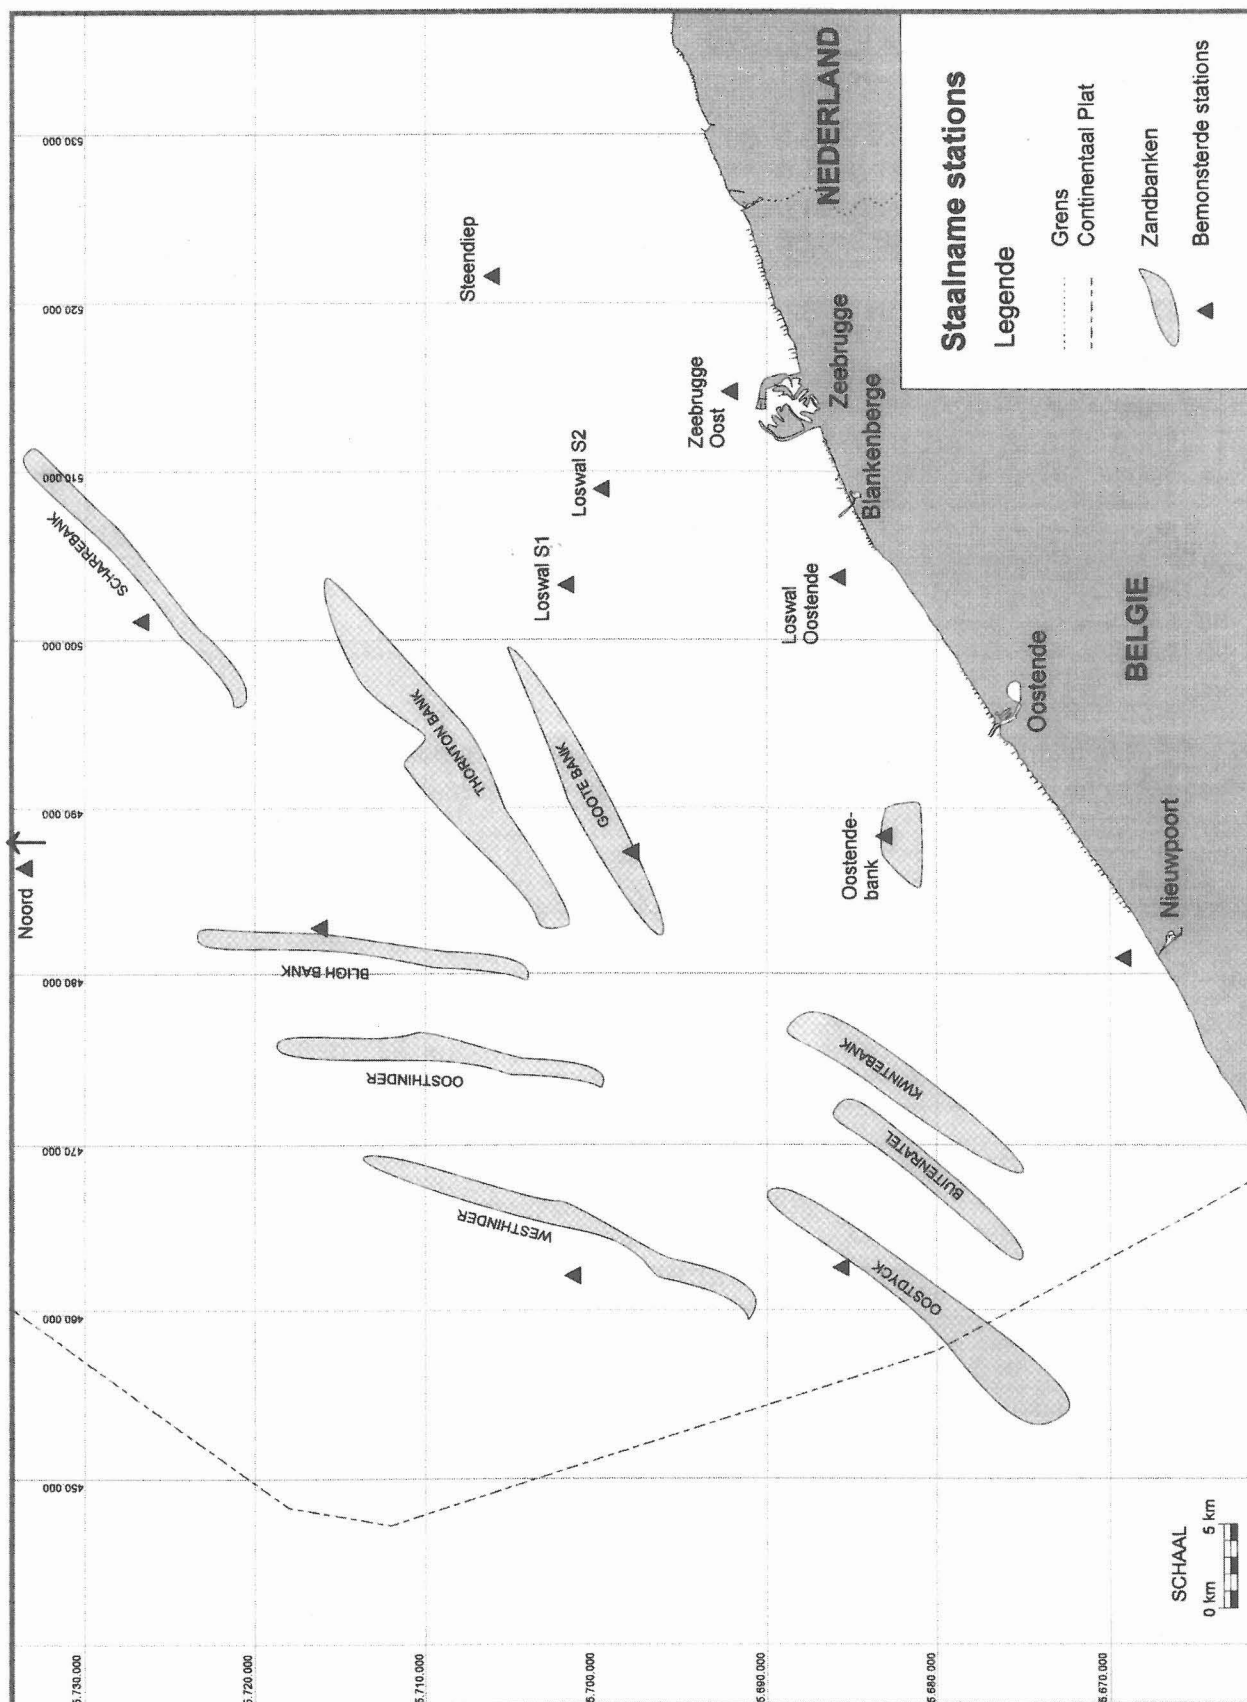 Noord
SCHARREBANK
Steendiep
THORNTON BANK
Loswal S1
Loswal S2
GOOTE BANK
BLIGH BANK
OOSTHINDER
WESTHINDER
Zeebrugge
Oost
Loswal
Oostende
Oostende-
bank
KWINTEBANK
BUITENRATEL
OOSTDYCK
NEDERLAND
Zeebrugge
Blankenberge
BELGIE
Oostende
Nieuwpoort
450.000
460.000
470.000
480.000
490.000
500.000
510.000
520.000
530.000
5.730.000
5.720.000
5.710.000
5.700.000
5.690.000
5.680.000
5.670.000
SCHAAL
0 km 5 km
Staalname stations
Legende
Grens
Continentaal Plat
Zandbanken
Bemonsterde stations